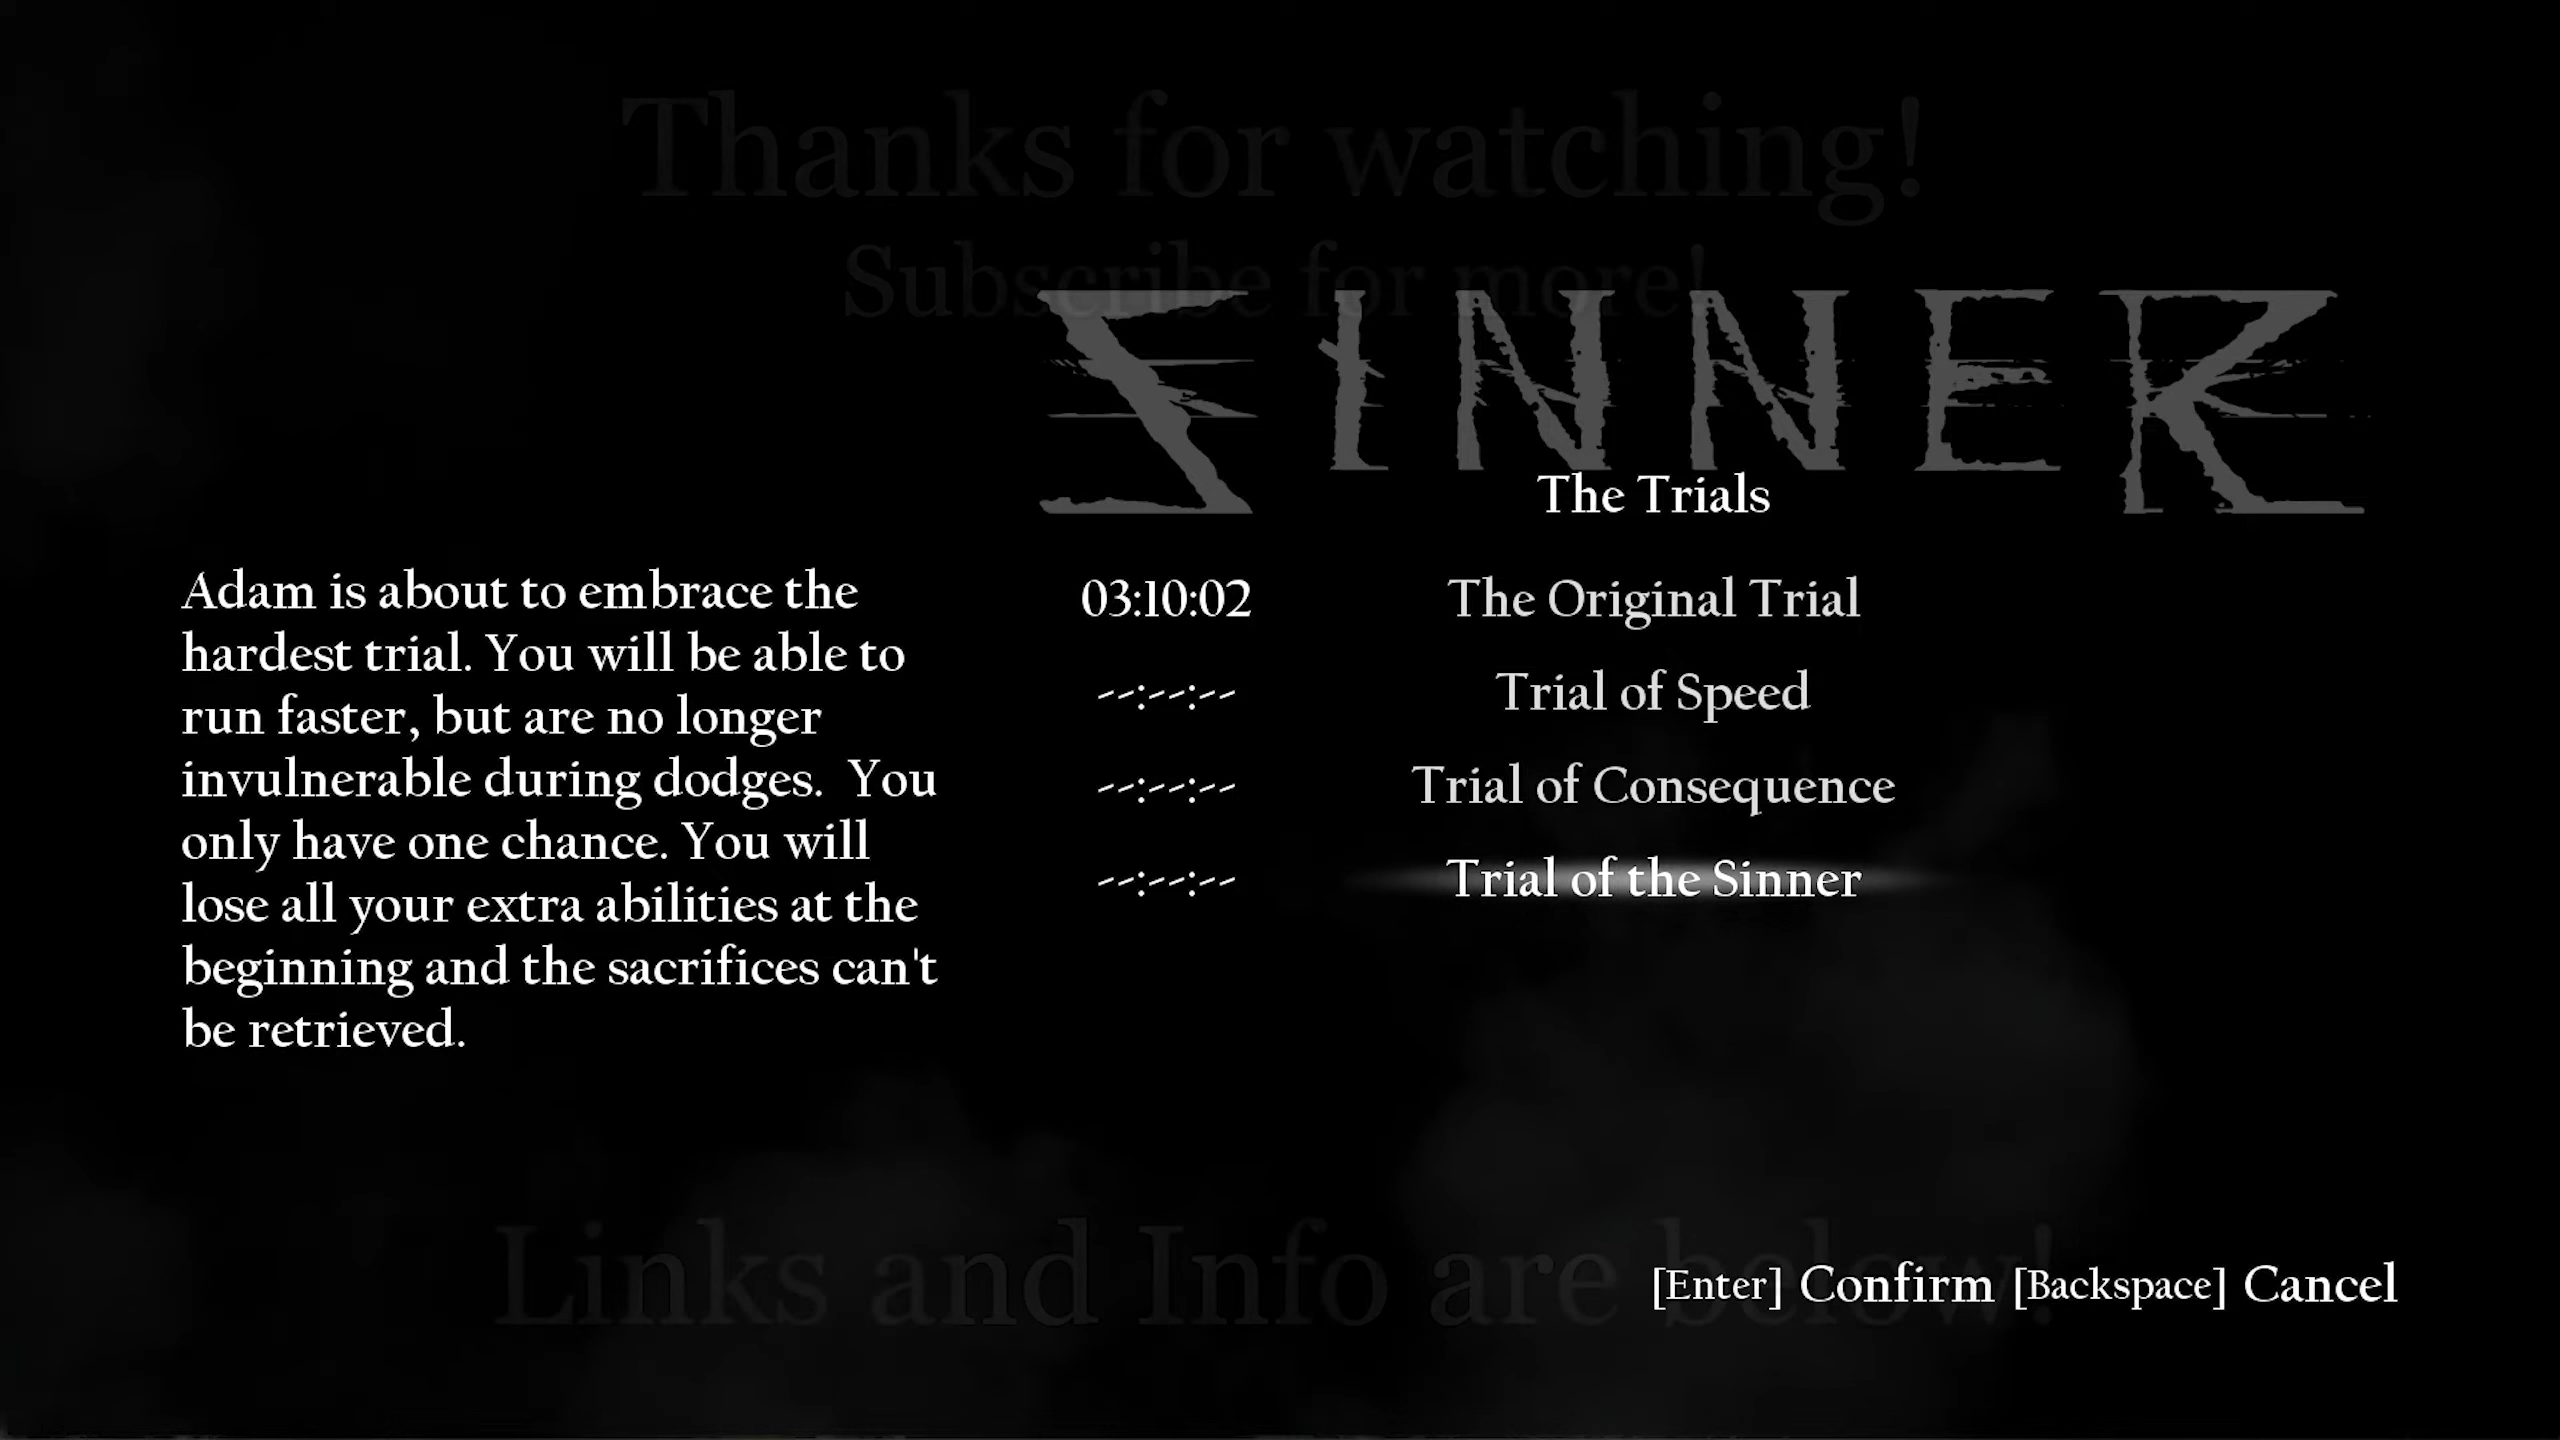 Thanks for watching!
Subscribe for more!
SINNER
The Trials
Adam is about to embrace the
hardest trial. You will be able to
run faster, but are no longer
invulnerable during dodges.  You
only have one chance. You will
lose all your extra abilities at the
beginning and the sacrifices can't
be retrieved.
03:10:02 The Original Trial
--:--:-- Trial of Speed
--:--:-- Trial of Consequence
--:--:-- Trial of the Sinner
Links and Info are below!
[Enter] Confirm [Backspace] Cancel